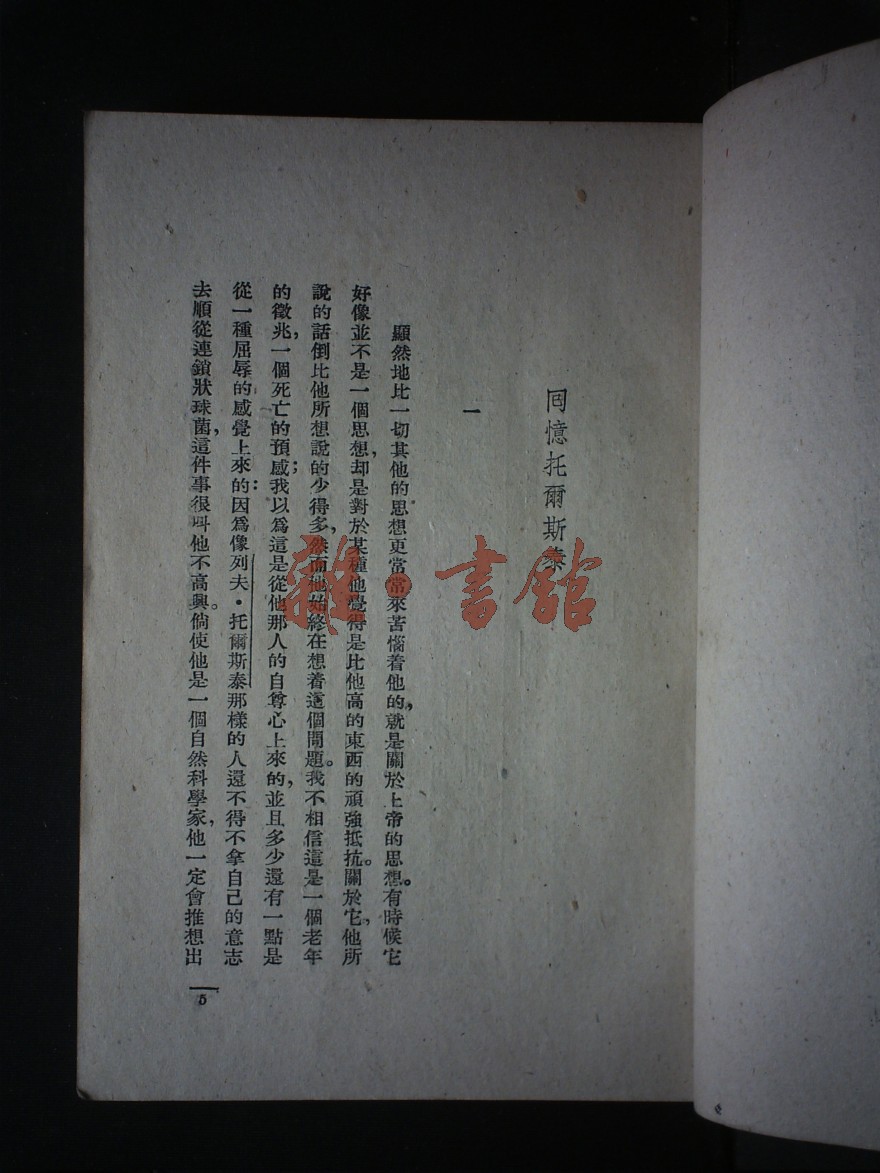 囘憶托爾斯泰
一
顯然地比一切其他的思想更常常來苦惱着他的，就是關於上帝的思想。有時候它
好像並不是一個思想，却是對於某種他覺得是比他高的東西的頑強抵抗。關於它，他所
說的話倒比他所想說的少得多，然而他始終在想着這個問題。我不相信這是一個老年
的徵兆，一個死亡的預感；我以爲這是從他那人的自尊心上來的，並且多少還有一點是
從一種屈辱的感覺上來的：因爲像列夫·托爾斯泰那樣的人還不得不拿自己的意志
去順從連鎖狀球菌，這件事很叫他不高興。倘使他是一個自然科學家，他一定會推想出
5
雜·書館